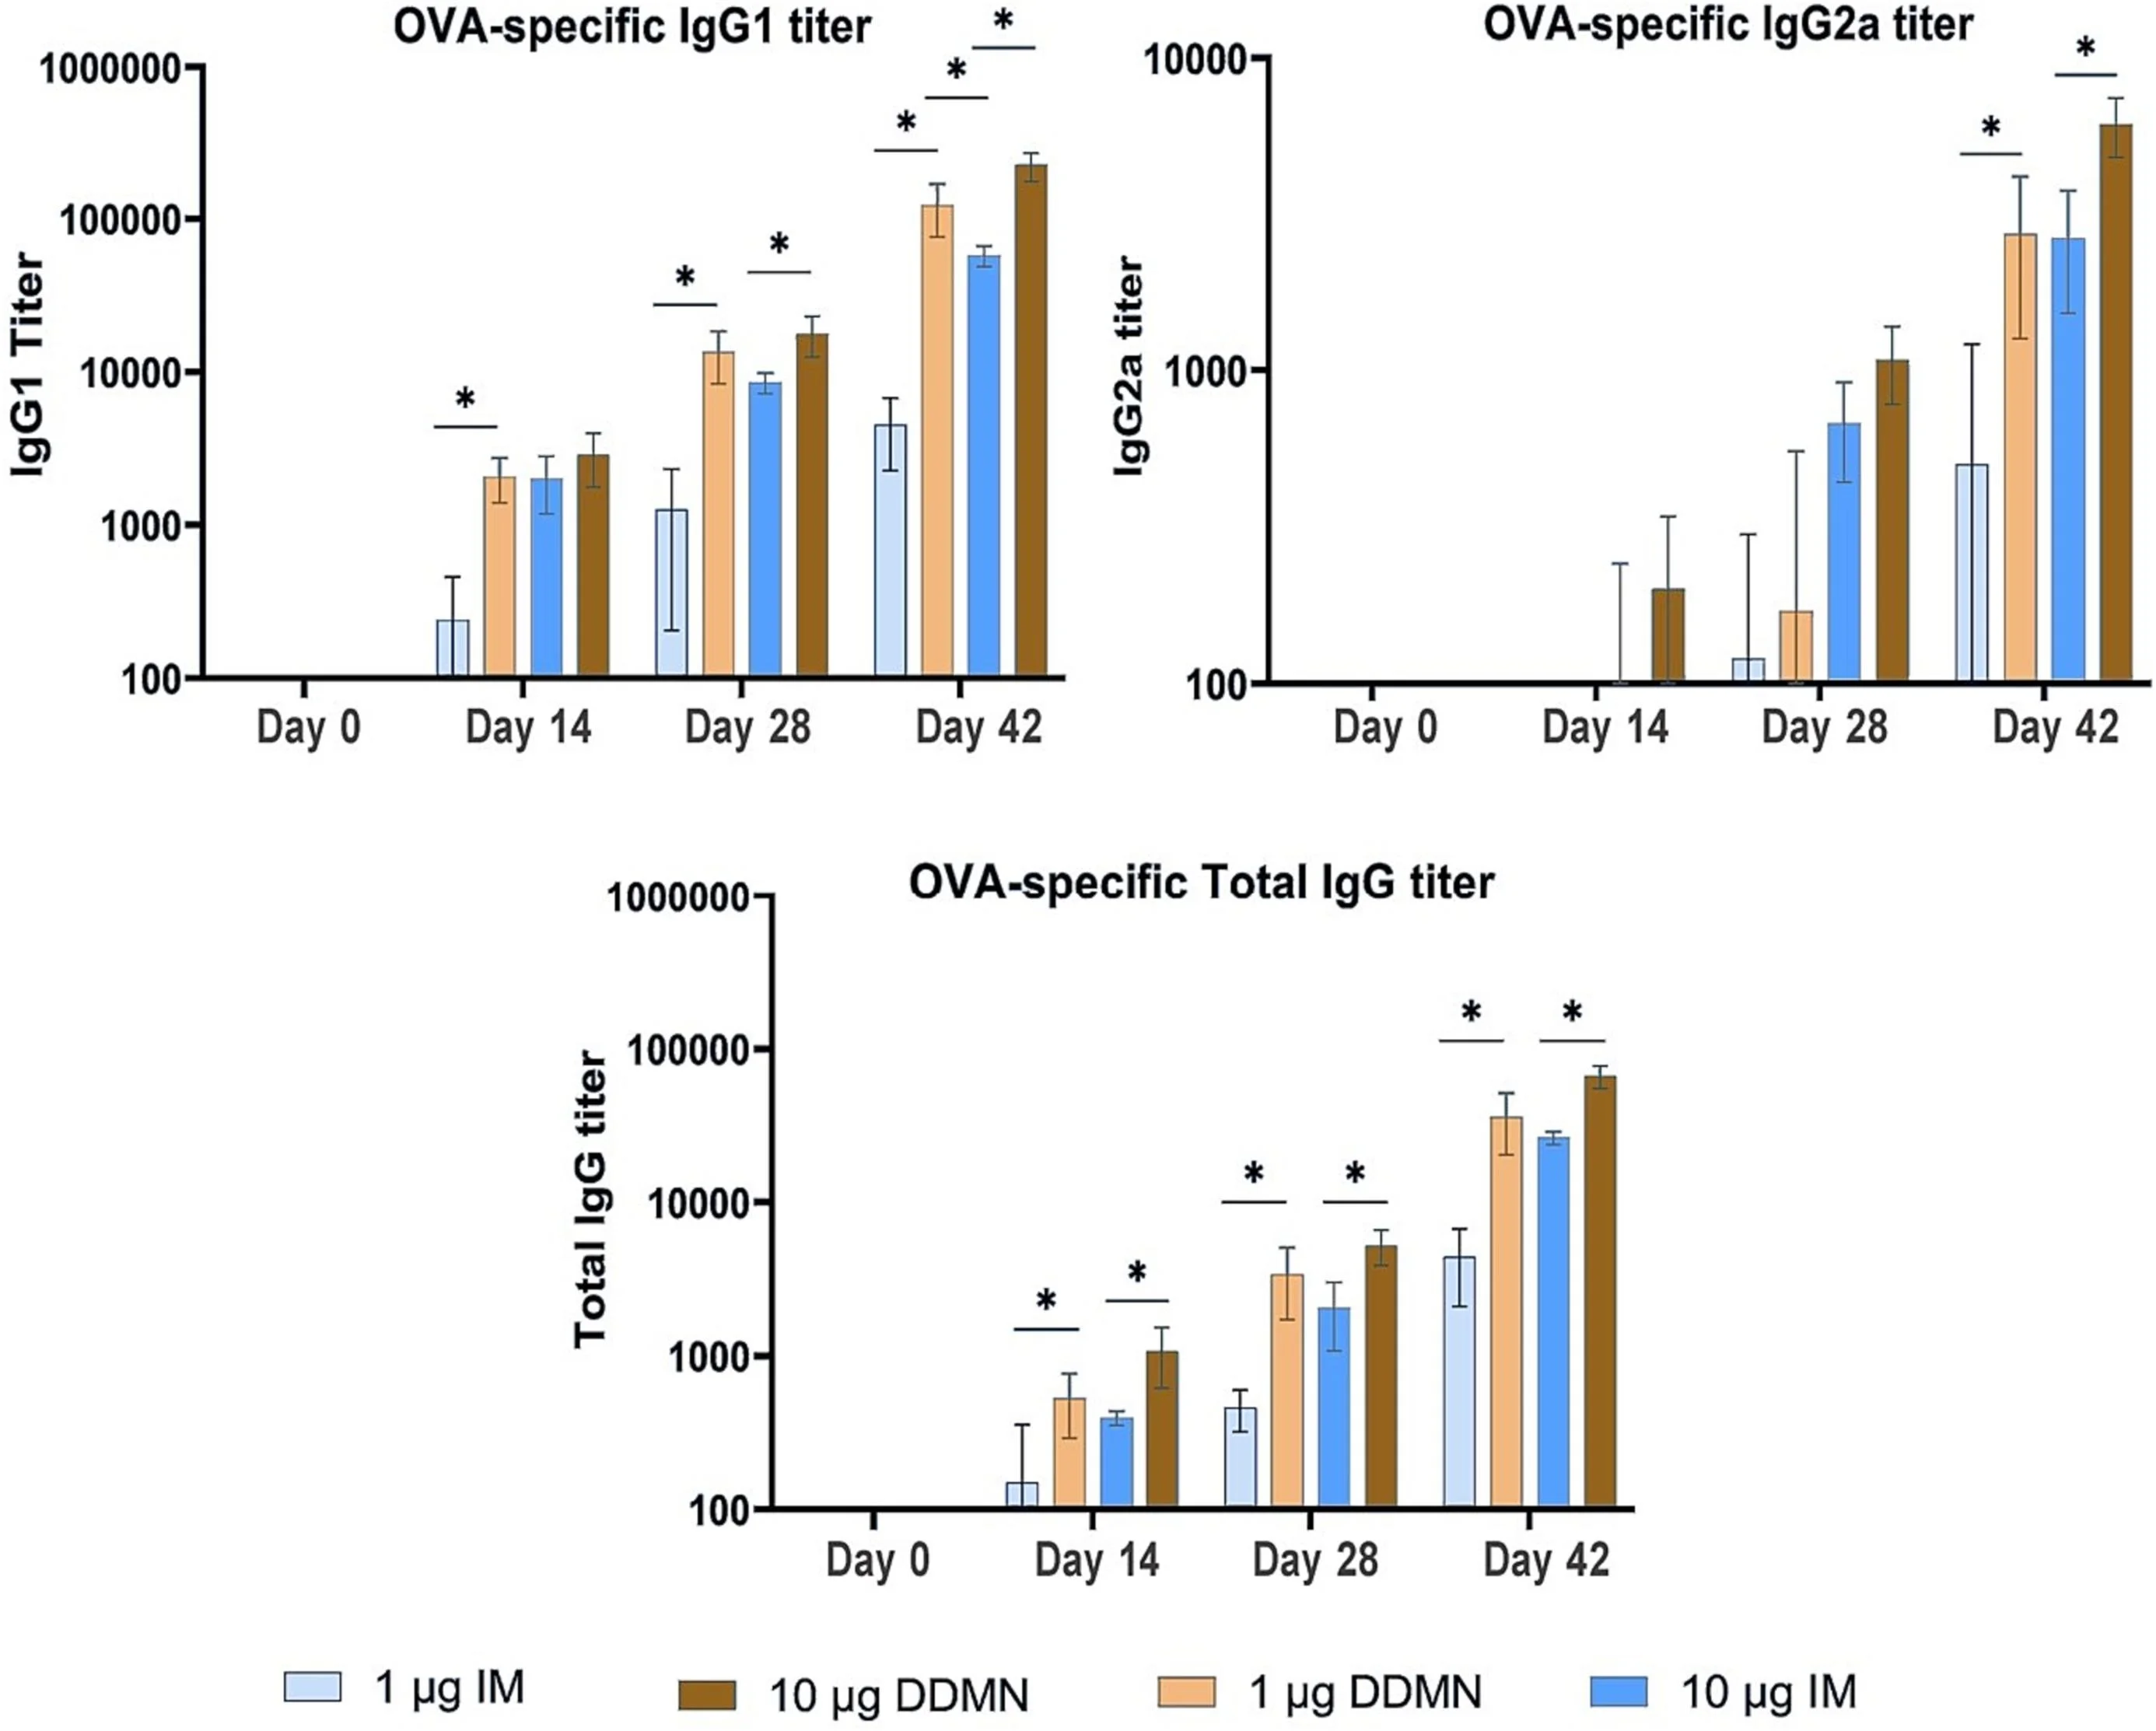 OVA-specific IgG1 titer
*
*
*
*
*
*
1000000
100000
10000
1000
100
IgG1 Titer
Day 0 Day 14 Day 28 Day 42
OVA-specific IgG2a titer
*
*
10000
1000
100
IgG2a titer
Day 0 Day 14 Day 28 Day 42
OVA-specific Total IgG titer
* *
* *
*
*
1000000
100000
10000
1000
100
Total IgG titer
Day 0 Day 14 Day 28 Day 42
1 µg IM 10 µg DDMN 1 µg DDMN 10 µg IM